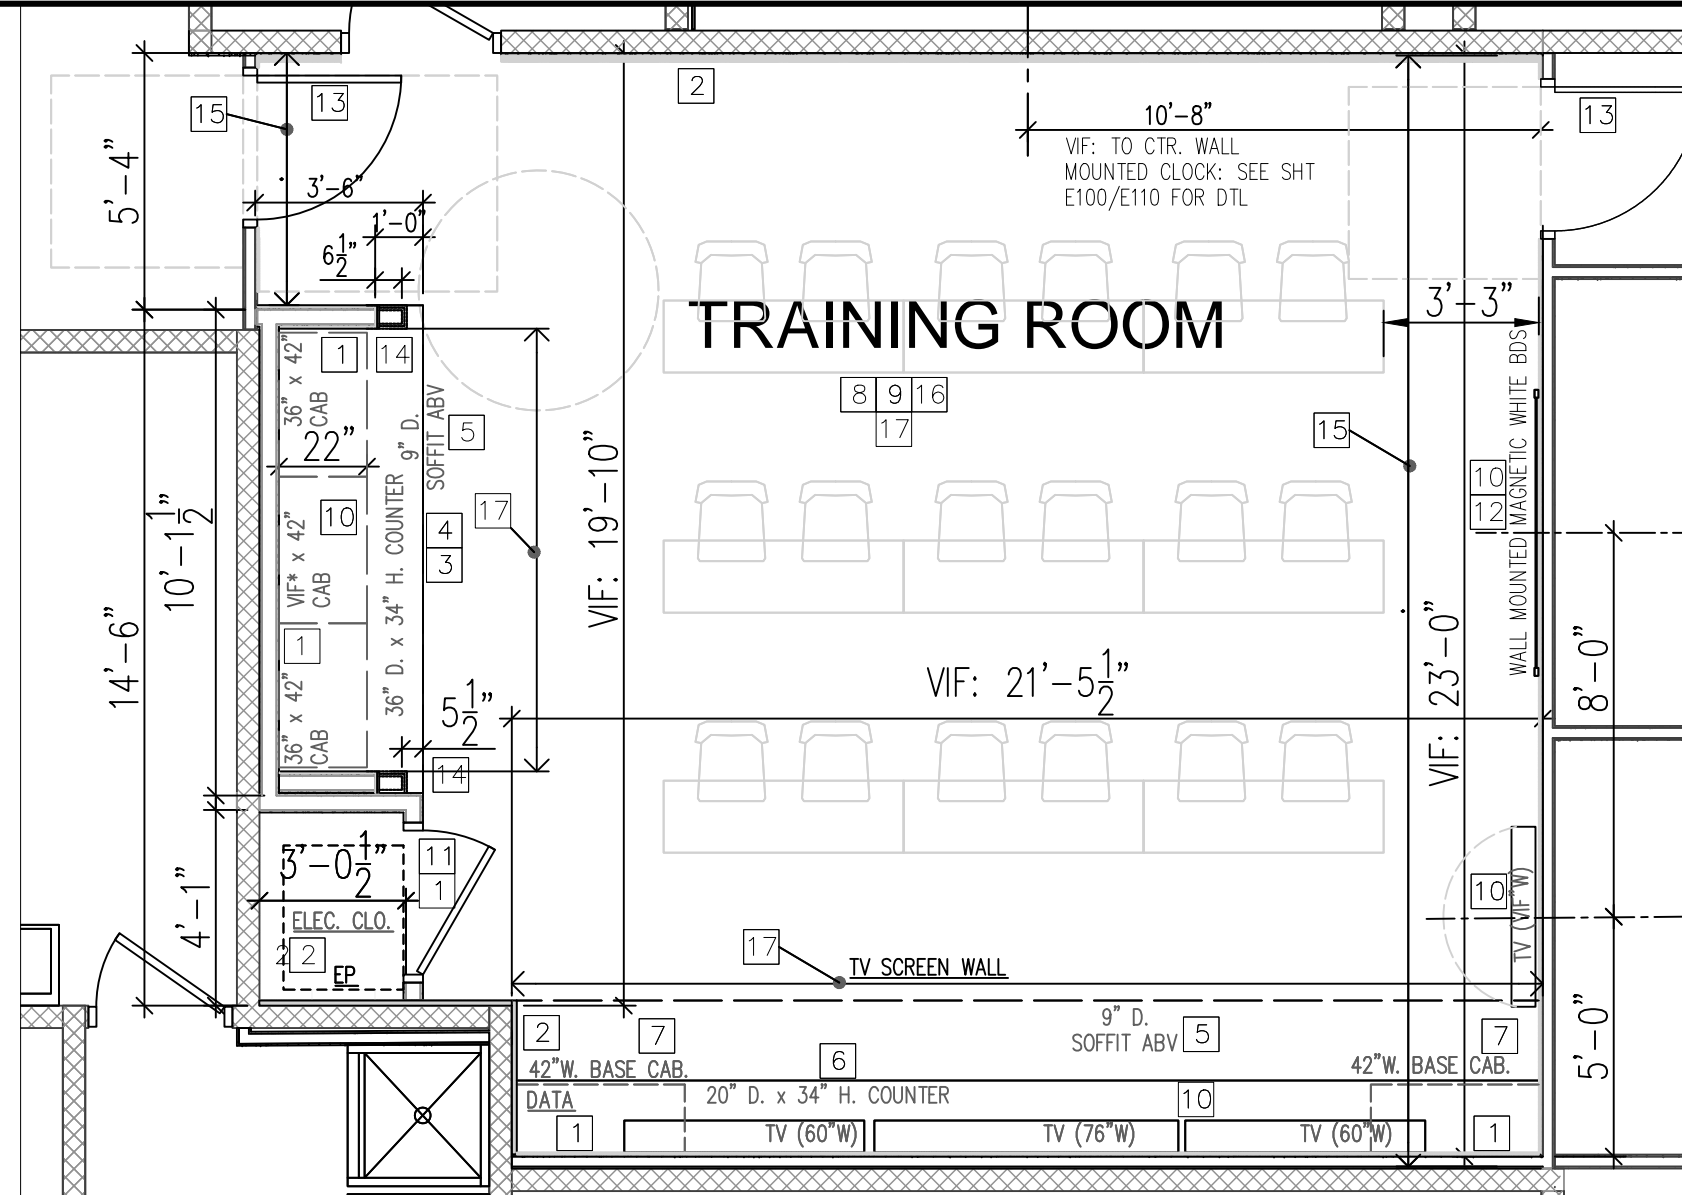 2
13
15
10'-8"
13
VIF: TO CTR. WALL
MOUNTED CLOCK: SEE SHT
E100/E110 FOR DTL
5'-4"
3'-6"
1'-0"
6 1/2"
TRAINING ROOM
3'-3"
1
14
36" x 42"
CAB
22"
9" D.
SOFFIT ABV
5
8 9 16
17
15
VIF: 19'-10"
10
12
WALL MOUNTED MAGNETIC WHITE BDS
10'-1 1/2"
10
VIF* x 42"
CAB
36" D. x 34" H. COUNTER
4
3
17
14'-6"
1
36" x 42"
CAB
5 1/2"
14
VIF: 21'-5 1/2"
VIF: 23'-0"
8'-0"
3'-0 1/2"
11
1
4'-1"
ELEC. CLO.
2 2
EP
10
TV (VIF"W)
17
TV SCREEN WALL
2
7
9" D.
SOFFIT ABV
5
7
42"W. BASE CAB.
6
42"W. BASE CAB.
5'-0"
DATA
20" D. x 34" H. COUNTER
10
1
TV (60"W)
TV (76"W)
TV (60"W)
1